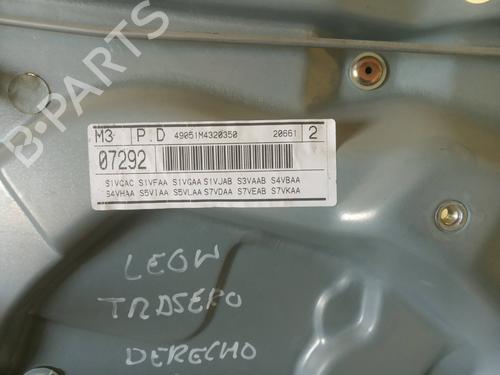 M3 P.D 49051M4320350 20661 2
07292
S1VCAC S1VFAA S1VGAA S1VJAB S3VAAB S4VBAA
S4VHAA S5VIAA S5VLAA S7VDAA S7VEAB S7VKAA
LEON
TRASERO
DERECHO
B-Parts